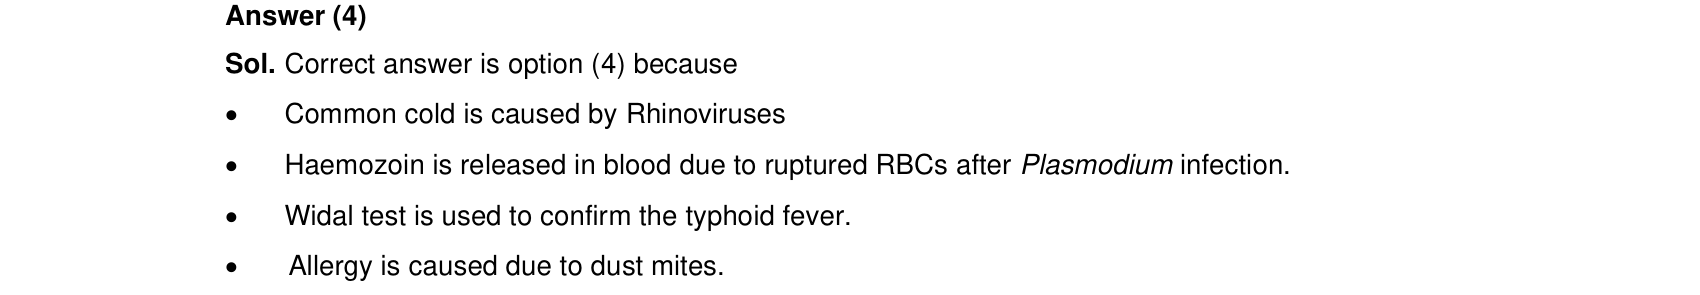 Answer (4)
Sol. Correct answer is option (4) because
• Common cold is caused by Rhinoviruses
• Haemozoin is released in blood due to ruptured RBCs after Plasmodium infection.
• Widal test is used to confirm the typhoid fever.
• Allergy is caused due to dust mites.